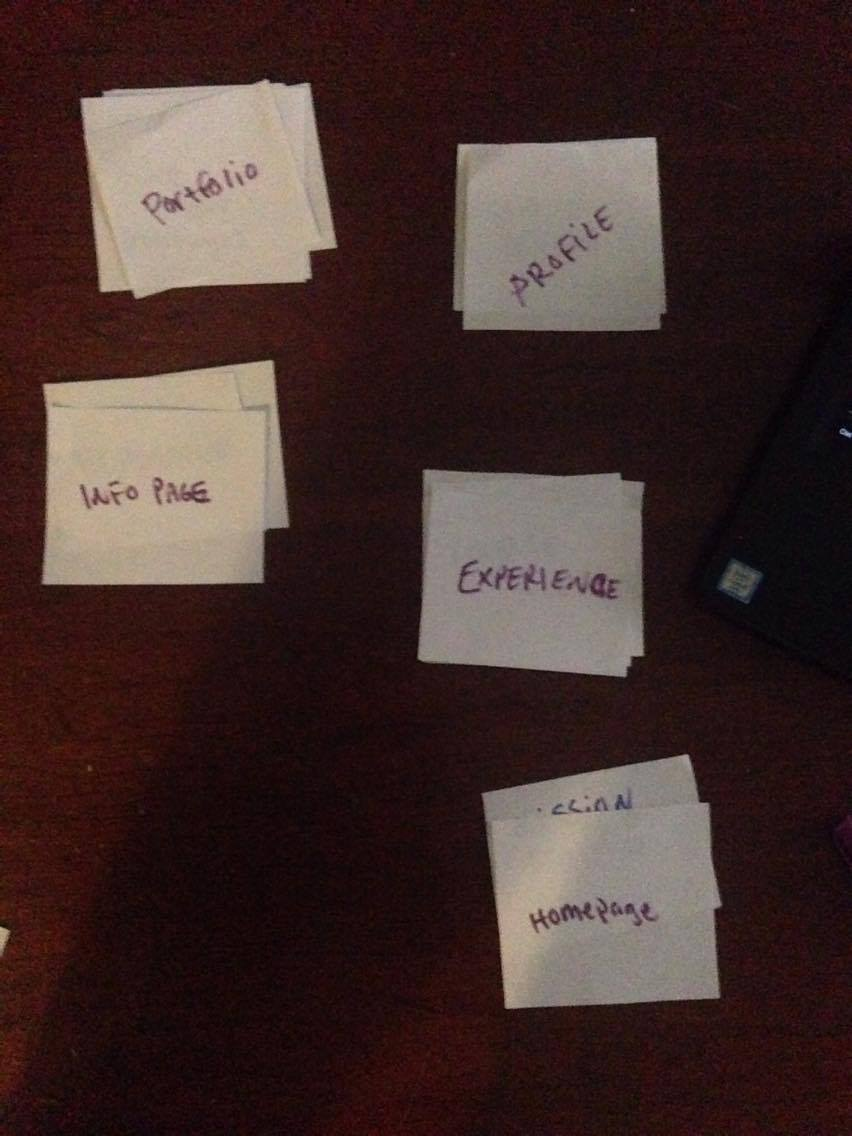 Portfolio
PROFILE
INFO PAGE
EXPERIENCE
Homepage